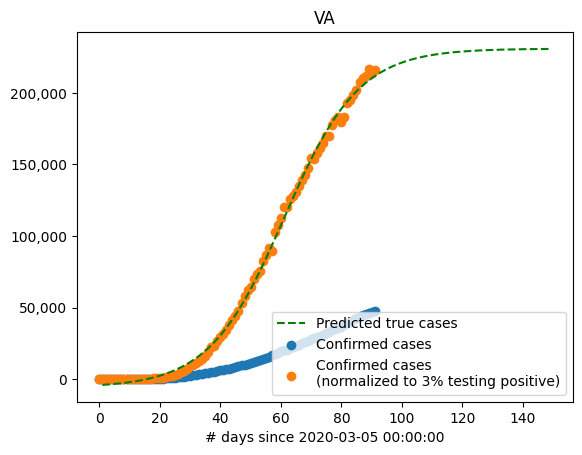 VA
200,000
150,000
100,000
50,000
0
Predicted true cases
Confirmed cases
Confirmed cases
(normalized to 3% testing positive)
0 20 40 60 80 100 120 140
# days since 2020-03-05 00:00:00